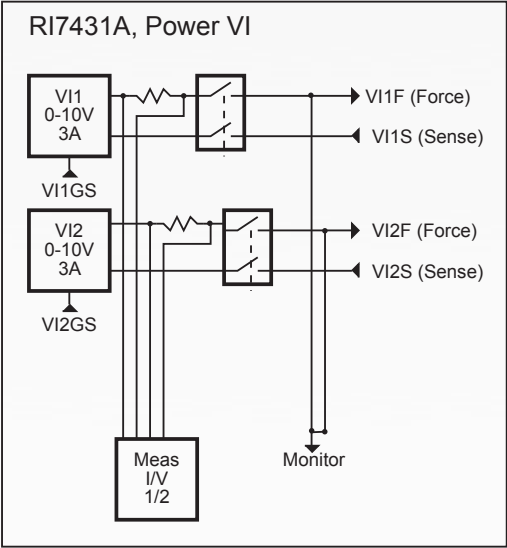 RI7431A, Power VI
VI1
0-10V
3A
VI1F (Force)
VI1S (Sense)
VI1GS
VI2
0-10V
3A
VI2F (Force)
VI2S (Sense)
VI2GS
Meas
I/V
1/2
Monitor